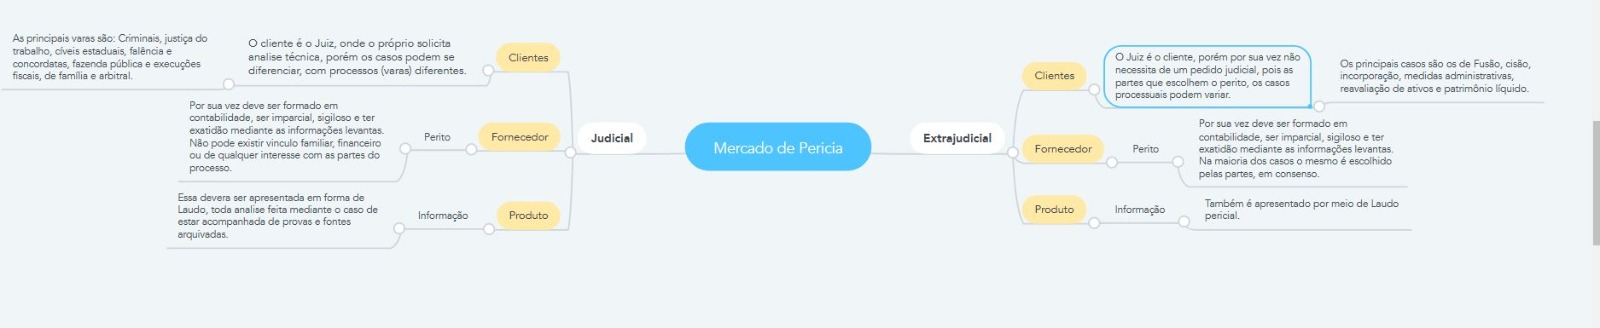 As principais varas são: Criminais, justiça do
trabalho, cíveis estaduais, falência e
concordatas, fazenda pública e execuções
fiscais, de família e arbitral.
O cliente é o Juiz, onde o próprio solicita
analise técnica, porém os casos podem se
diferenciar, com processos (varas) diferentes.
Clientes
Por sua vez deve ser formado em
contabilidade, ser imparcial, sigiloso e ter
exatidão mediante as informações levantas.
Não pode existir vinculo familiar, financeiro
ou de qualquer interesse com as partes do
processo.
Perito
Fornecedor
Essa devera ser apresentada em forma de
Laudo, toda analise feita mediante o caso de
estar acompanhada de provas e fontes
arquivadas.
Informação
Produto
Judicial
Mercado de Pericia
Extrajudicial
Clientes
O Juiz é o cliente, porém por sua vez não
necessita de um pedido judicial, pois as
partes que escolhem o perito, os casos
processuais podem variar.
Os principais casos são os de Fusão, cisão,
incorporação, medidas administrativas,
reavaliação de ativos e patrimônio líquido.
Fornecedor
Perito
Por sua vez deve ser formado em
contabilidade, ser imparcial, sigiloso e ter
exatidão mediante as informações levantas.
Na maioria dos casos o mesmo é escolhido
pelas partes, em consenso.
Produto
Informação
Também é apresentado por meio de Laudo
pericial.